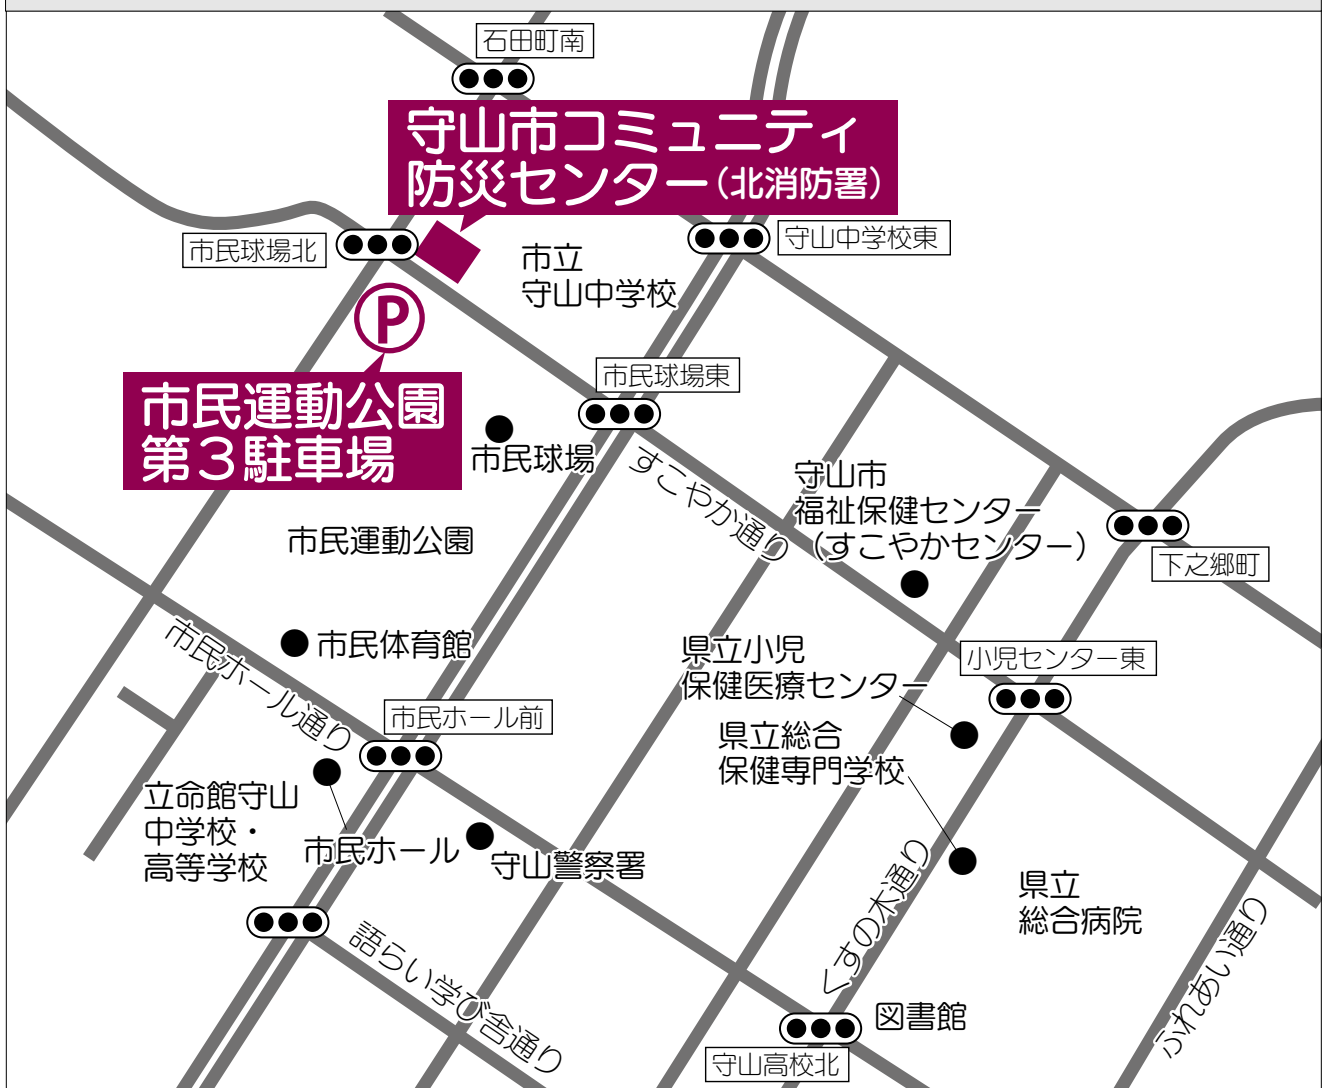 石田町南
守山市コミュニティ
防災センター(北消防署)
市民球場北
守山中学校東
市立
守山中学校
P
市民運動公園
第3駐車場
市民球場東
市民球場
すこやか通り
守山市
福祉保健センター
(すこやかセンター)
下之郷町
市民運動公園
市民体育館
市民ホール通り
県立小児
保健医療センター
小児センター東
市民ホール前
県立総合
保健専門学校
立命館守山
中学校・
高等学校
市民ホール
守山警察署
くすの木通り
県立
総合病院
ふれあい通り
語らい学び舎通り
図書館
守山高校北